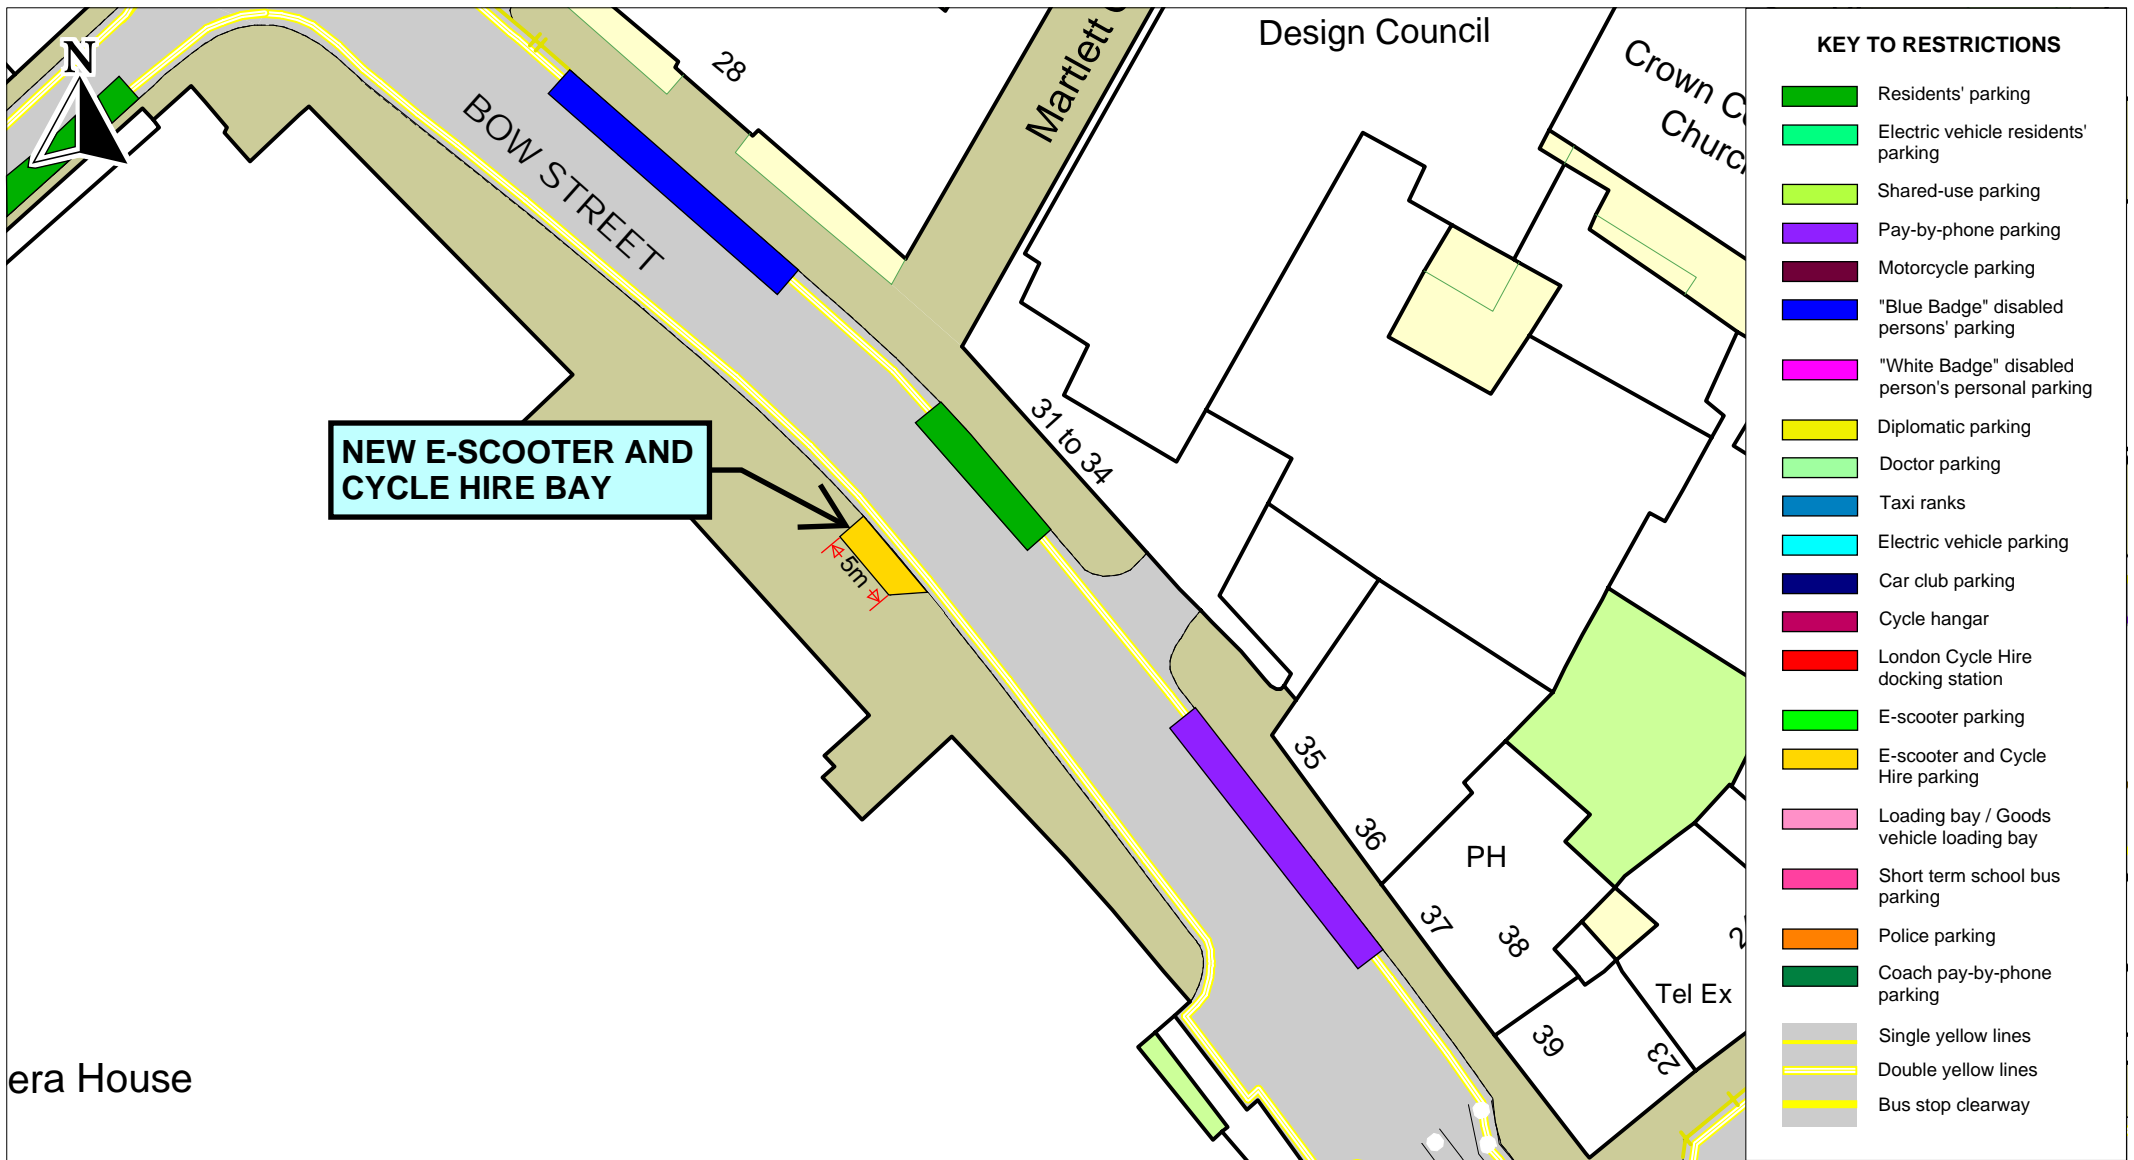 N
28
BOW STREET
Martlett
Design Council
Crown
NEW E-SCOOTER AND
CYCLE HIRE BAY
5m
31 to 34
35
36
PH
37
38
39
23
Tel Ex
era House
KEY TO RESTRICTIONS
Residents' parking
Electric vehicle residents'
parking
Shared-use parking
Pay-by-phone parking
Motorcycle parking
"Blue Badge" disabled
persons' parking
"White Badge" disabled
person's personal parking
Diplomatic parking
Doctor parking
Taxi ranks
Electric vehicle parking
Car club parking
Cycle hangar
London Cycle Hire
docking station
E-scooter parking
E-scooter and Cycle
Hire parking
Loading bay / Goods
vehicle loading bay
Short term school bus
parking
Police parking
Coach pay-by-phone
parking
Single yellow lines
Double yellow lines
Bus stop clearway